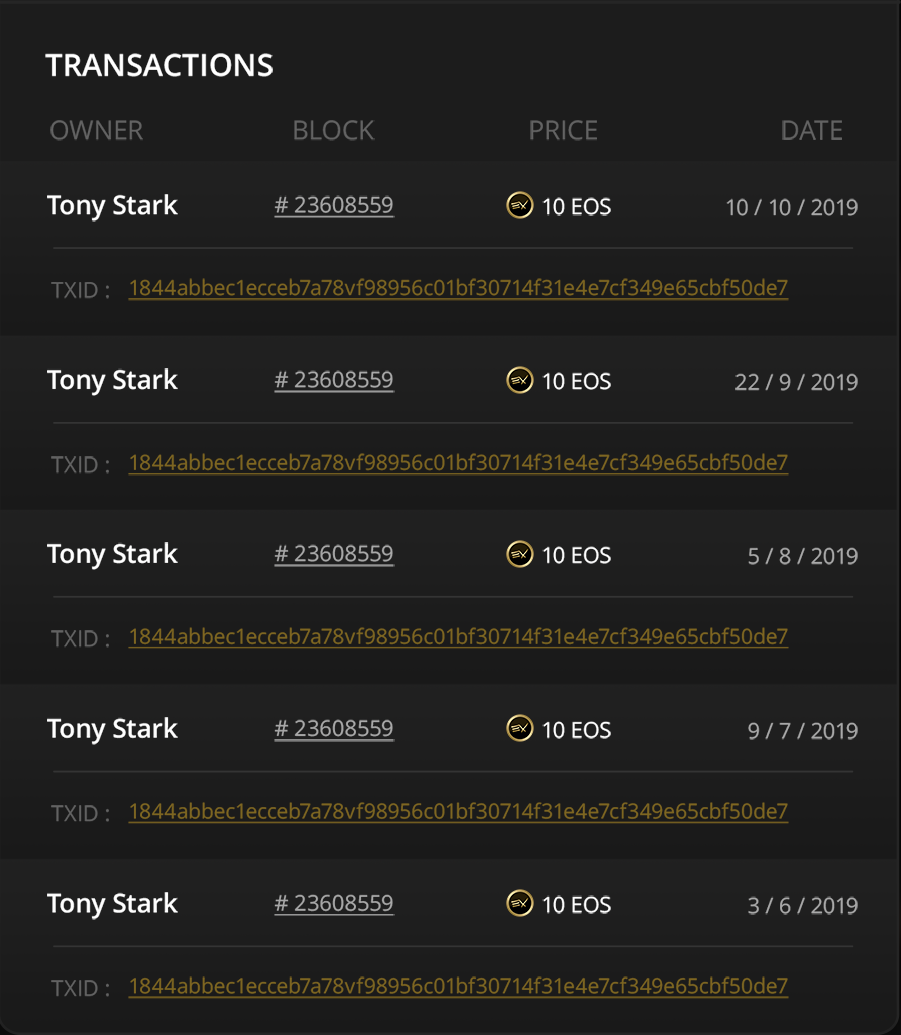 TRANSACTIONS
OWNER BLOCK PRICE DATE
Tony Stark # 23608559 10 EOS 10 / 10 / 2019
TXID : 1844abbec1ecceb7a78vf98956c01bf30714f31e4e7cf349e65cbf50de7
Tony Stark # 23608559 10 EOS 22 / 9 / 2019
TXID : 1844abbec1ecceb7a78vf98956c01bf30714f31e4e7cf349e65cbf50de7
Tony Stark # 23608559 10 EOS 5 / 8 / 2019
TXID : 1844abbec1ecceb7a78vf98956c01bf30714f31e4e7cf349e65cbf50de7
Tony Stark # 23608559 10 EOS 9 / 7 / 2019
TXID : 1844abbec1ecceb7a78vf98956c01bf30714f31e4e7cf349e65cbf50de7
Tony Stark # 23608559 10 EOS 3 / 6 / 2019
TXID : 1844abbec1ecceb7a78vf98956c01bf30714f31e4e7cf349e65cbf50de7